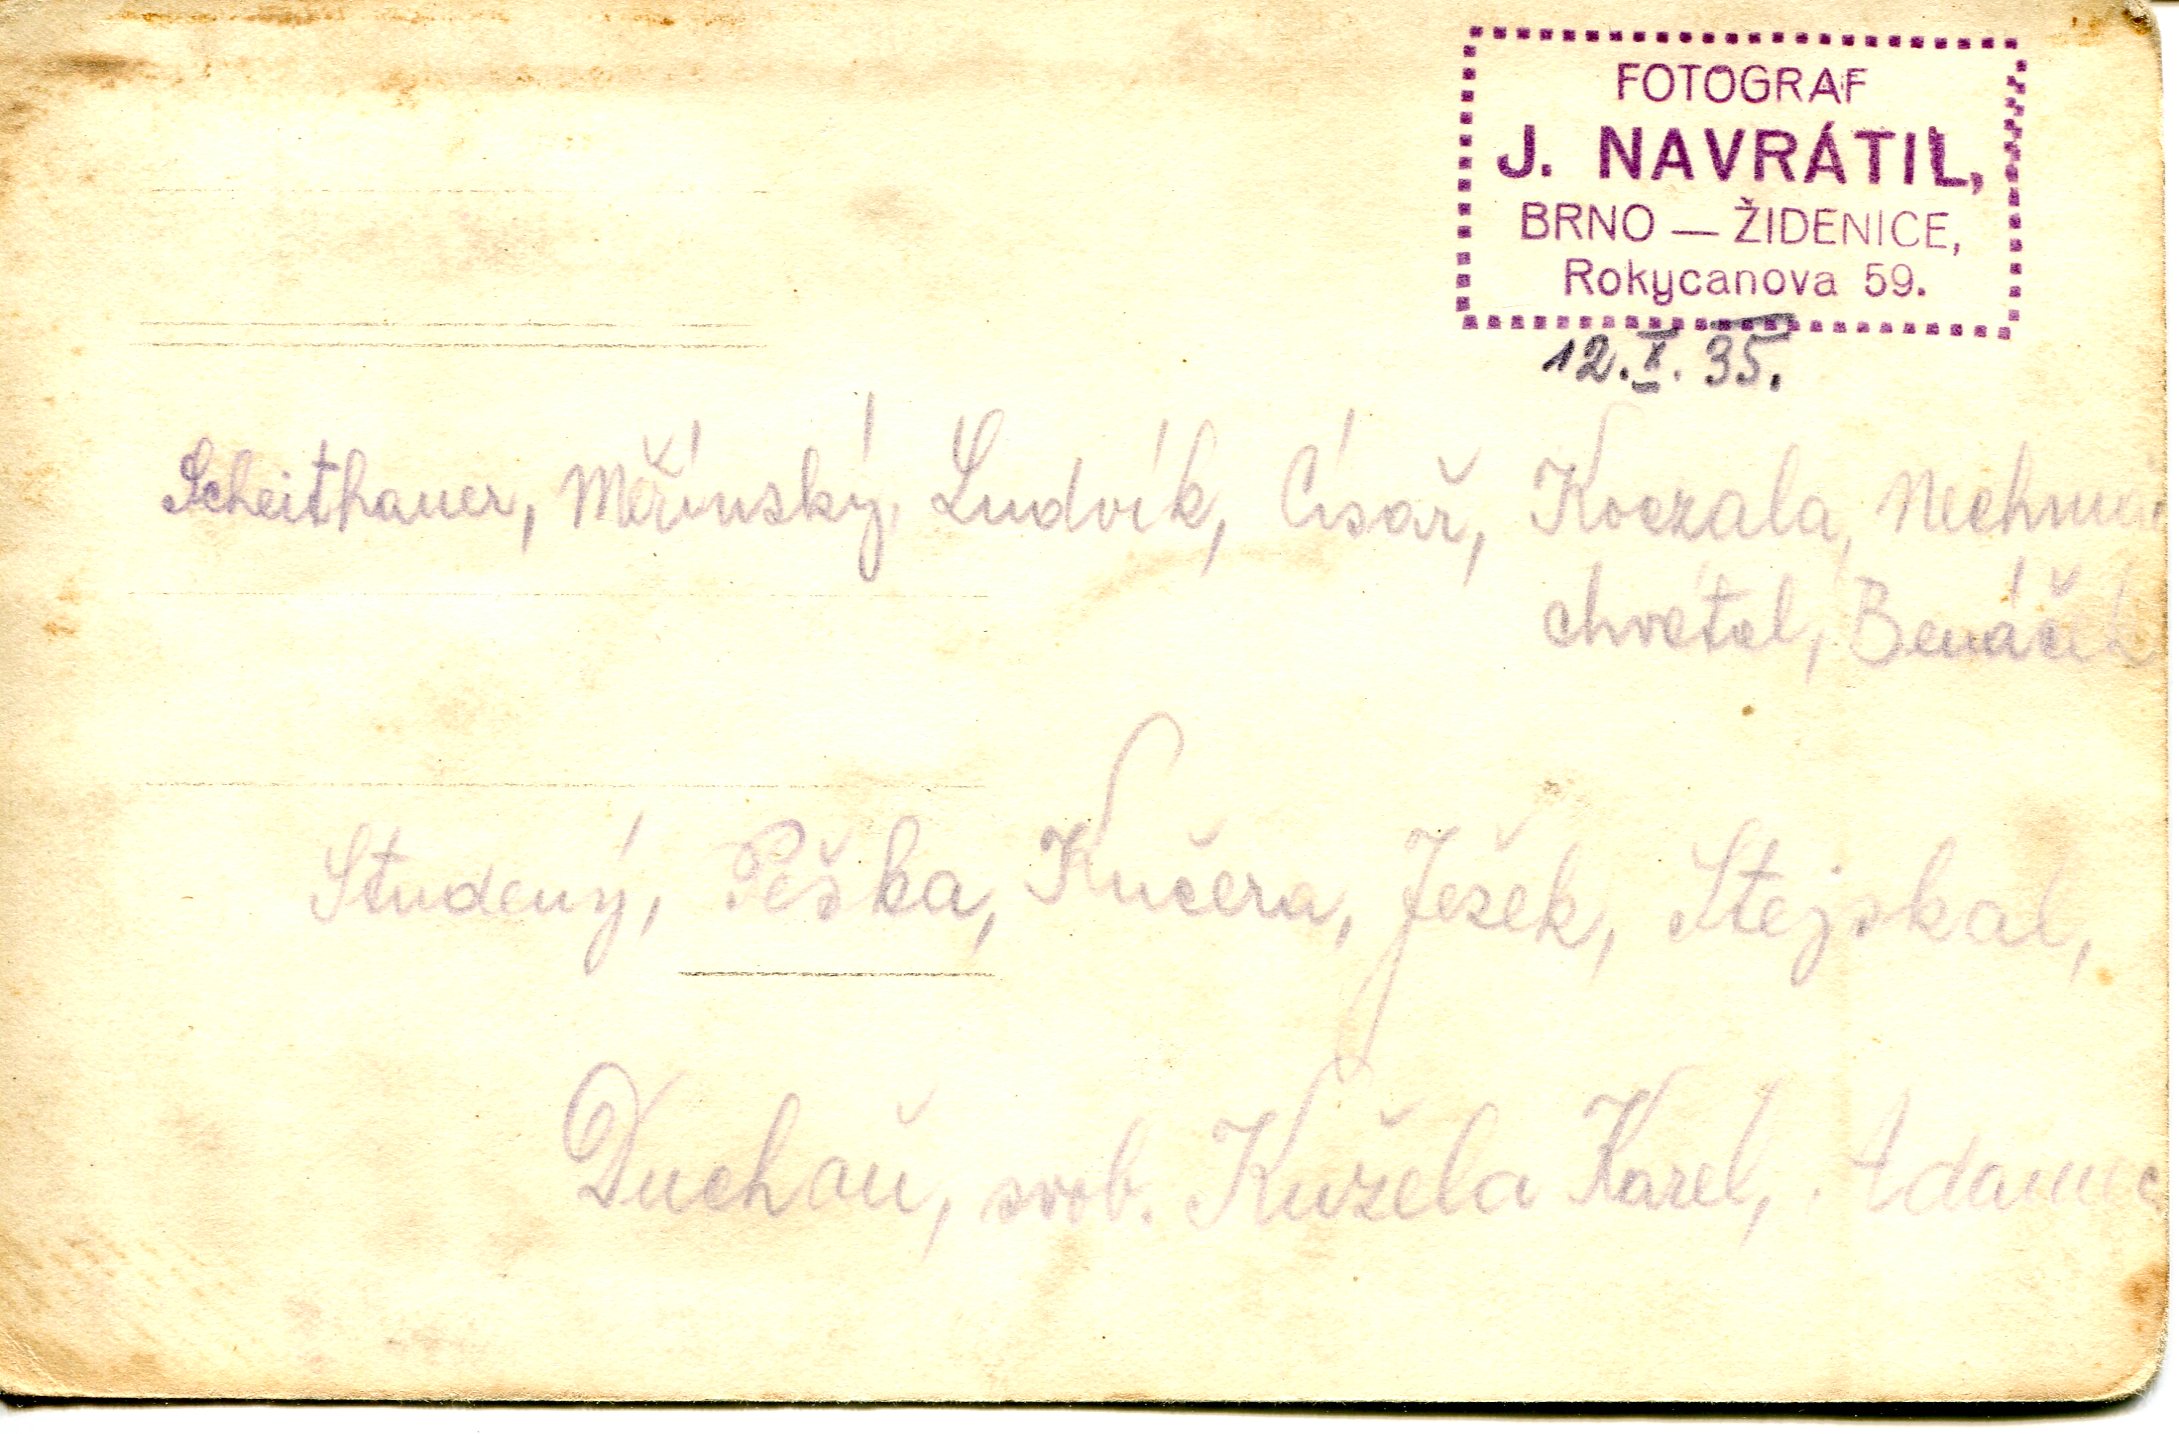 FOTOGRAF
J. NAVRÁTIL,
BRNO — ŽIDENICE,
Rokycanova 59.
12.X.35.
Scheithauer, Měřínský, Ludvík, Císař, Koczala,
chvátal, Benáček
Studený, Peška, Kučera, Ježek, Stejskal,
Duchaň, svob. Kužela Karel, Adamec